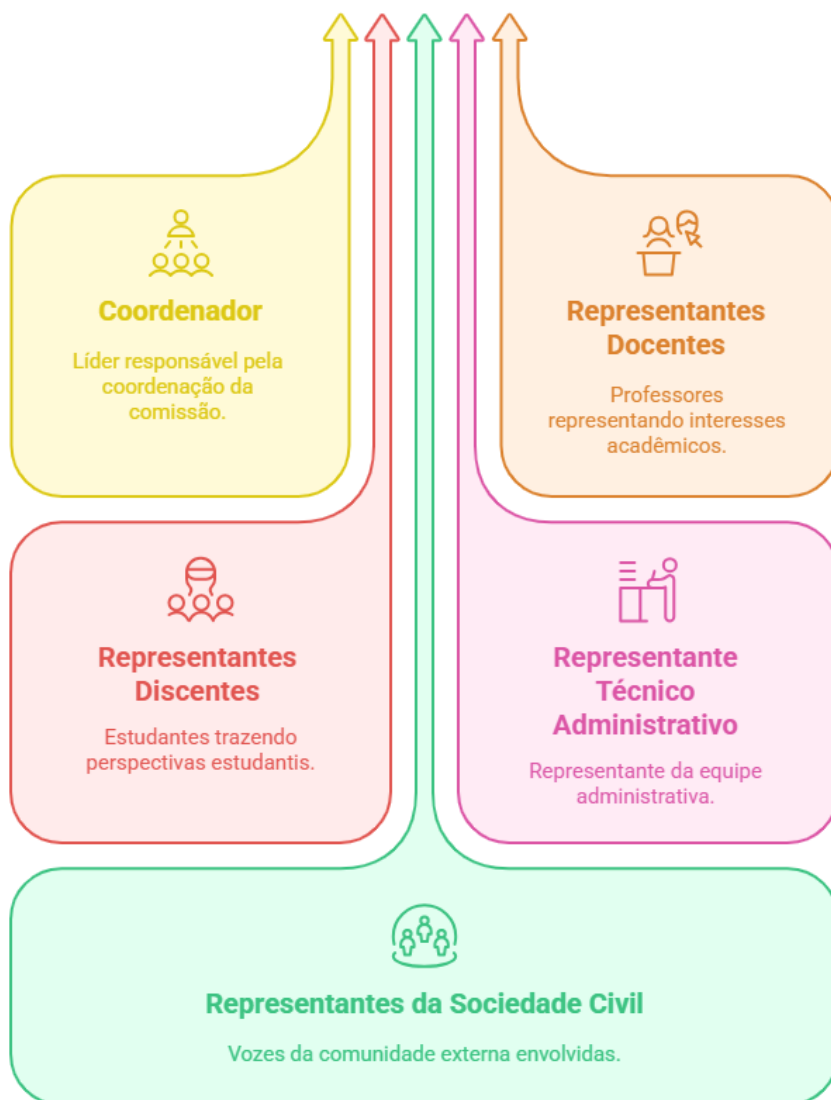 Coordenador
Líder responsável pela
coordenação da
comissão.
Representantes
Docentes
Professores
representando interesses
acadêmicos.
Representantes
Discentes
Estudantes trazendo
perspectivas estudantis.
Representante
Técnico
Administrativo
Representante da equipe
administrativa.
Representantes da Sociedade Civil
Vozes da comunidade externa envolvidas.